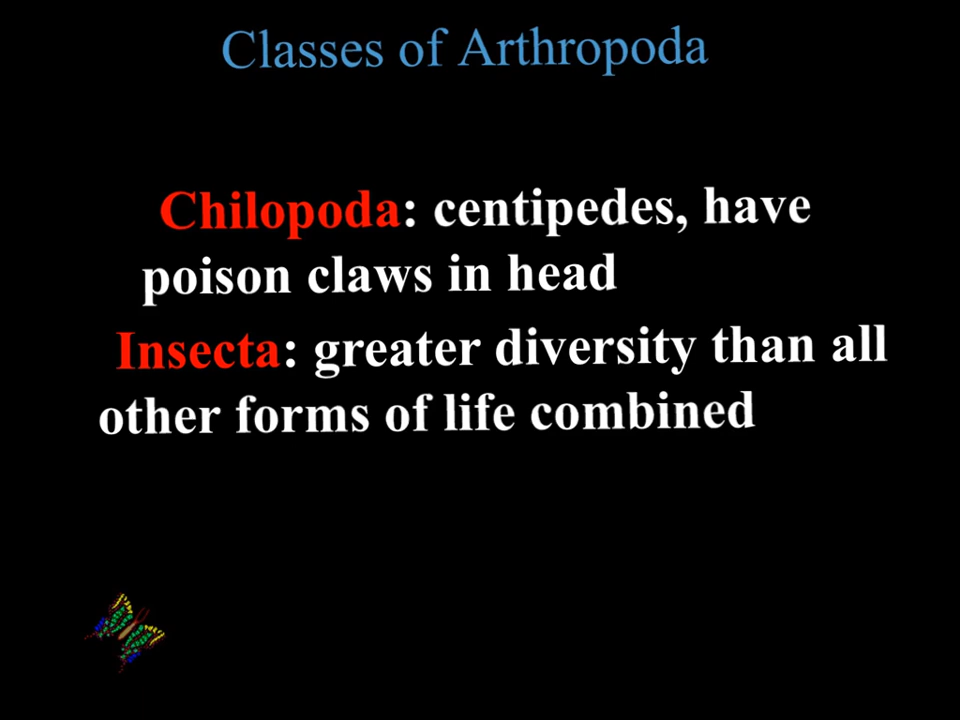 Classes of Arthropoda
Chilopoda: centipedes, have
poison claws in head
Insecta: greater diversity than all
other forms of life combined